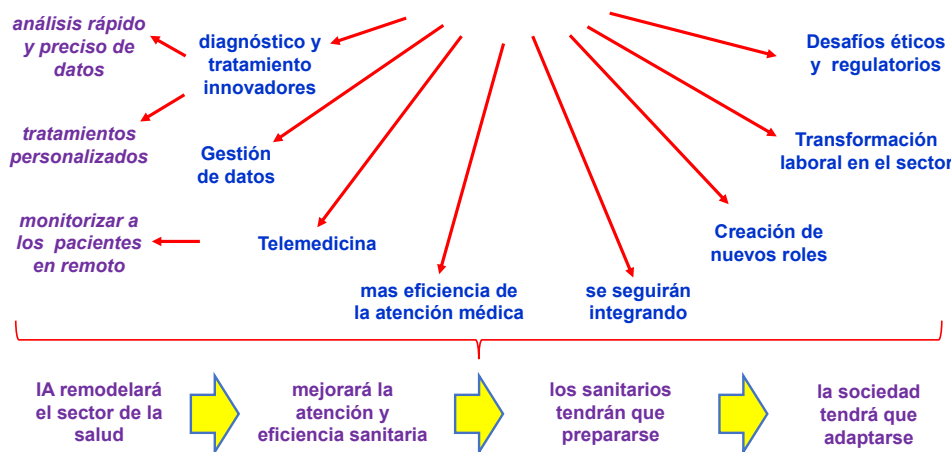 análisis rápido
y preciso de
datos
diagnóstico y
tratamiento
innovadores
Desafíos éticos
y regulatorios
tratamientos
personalizados
Gestión
de datos
Transformación
laboral en el sector
monitorizar a
los pacientes
en remoto
Telemedicina
Creación de
nuevos roles
mas eficiencia de
la atención médica
se seguirán
integrando
IA remodelará
el sector de la
salud
mejorará la
atención y
eficiencia sanitaria
los sanitarios
tendrán que
prepararse
la sociedad
tendrá que
adaptarse